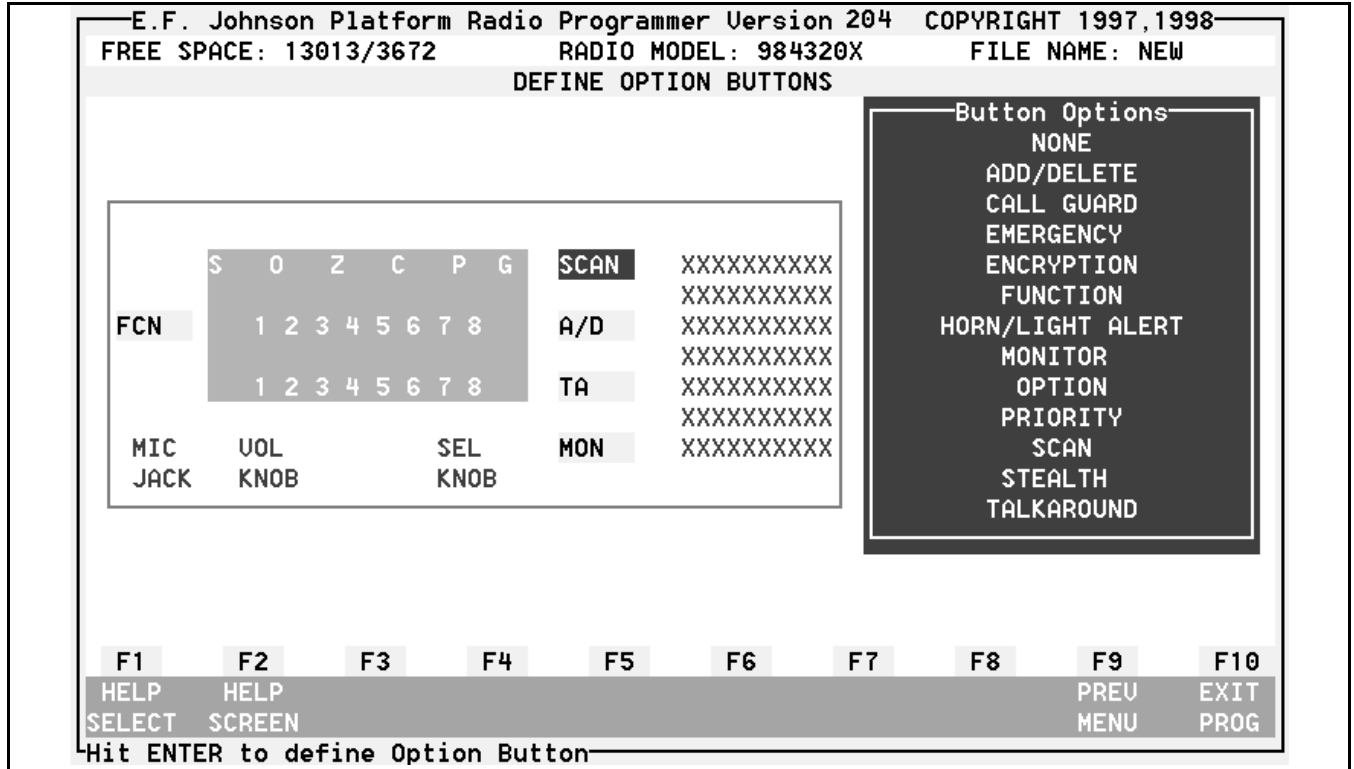 E.F. Johnson Platform Radio Programmer Version 204 COPYRIGHT 1997,1998
FREE SPACE: 13013/3672 RADIO MODEL: 984320X FILE NAME: NEW
DEFINE OPTION BUTTONS
Button Options
NONE
ADD/DELETE
CALL GUARD
EMERGENCY
ENCRYPTION
FUNCTION
HORN/LIGHT ALERT
MONITOR
OPTION
PRIORITY
SCAN
STEALTH
TALKAROUND
S O Z C P G SCAN XXXXXXXXXX
XXXXXXXXXX
FCN 1 2 3 4 5 6 7 8 A/D XXXXXXXXXX
XXXXXXXXXX
1 2 3 4 5 6 7 8 TA XXXXXXXXXX
XXXXXXXXXX
MIC VOL SEL MON XXXXXXXXXX
JACK KNOB KNOB
F1 F2 F3 F4 F5 F6 F7 F8 F9 F10
HELP HELP PREV EXIT
SELECT SCREEN MENU PROG
Hit ENTER to define Option Button